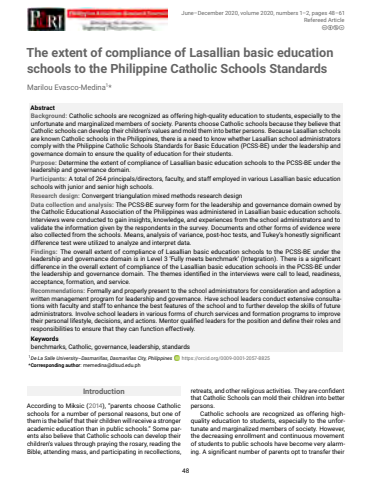 PERI
June–December 2020, volume 2020, numbers 1–2, pages 48–61
Refereed Article
The extent of compliance of Lasallian basic education
schools to the Philippine Catholic Schools Standards
Marilou Evasco-Medina¹*
Abstract
Background: Catholic schools are recognized as offering high-quality education to students, especially to the
unfortunate and marginalized members of society. Parents choose Catholic schools because they believe that
Catholic schools can develop their children's values and mold them into better persons. Because Lasallian schools
are known Catholic schools in the Philippines, there is a need to know whether Lasallian school administrators
comply with the Philippine Catholic Schools Standards for Basic Education (PCSS-BE) under the leadership and
governance domain to ensure the quality of education for their students.
Purpose: Determine the extent of compliance of Lasallian basic education schools to the PCSS-BE under the
leadership and governance domain.
Participants: A total of 264 principals/directors, faculty, and staff employed in various Lasallian basic education
schools with junior and senior high schools.
Research design: Convergent triangulation mixed methods research design
Data collection and analysis: The PCSS-BE survey form for the leadership and governance domain owned by
the Catholic Educational Association of the Philippines was administered in Lasallian basic education schools.
Interviews were conducted to gain insights, knowledge, and experiences from the school administrators and to
validate the information given by the respondents in the survey. Documents and other forms of evidence were
also collected from the schools. Means, analysis of variance, post-hoc tests, and Tukey's honestly significant
difference test were utilized to analyze and interpret data.
Findings: The overall extent of compliance of Lasallian basic education schools to the PCSS-BE under the
leadership and governance domain is in Level 3 'Fully meets benchmark' (Integration). There is a significant
difference in the overall extent of compliance of the Lasallian basic education schools in the PCSS-BE under
the leadership and governance domain. The themes identified in the interviews were call to lead, readiness,
acceptance, formation, and service.
Recommendations: Formally and properly present to the school administrators for consideration and adoption a
written management program for leadership and governance. Have school leaders conduct extensive consulta-
tions with faculty and staff to enhance the best features of the school and to further develop the skills of future
administrators. Involve school leaders in various forms of church services and formation programs to improve
their personal lifestyle, decisions, and actions. Mentor qualified leaders for the position and define their roles and
responsibilities to ensure that they can function effectively.
Keywords
benchmarks, Catholic, governance, leadership, standards
¹De La Salle University–Dasmariñas, Dasmariñas City, Philippines
*Corresponding author:
Introduction
According to Miksic (2014), "parents choose Catholic
schools for a number of personal reasons, but one of
them is the belief that their children will receive a stronger
academic education than in public schools." Some par-
ents also believe that Catholic schools can develop their
children's values through praying the rosary, reading the
Bible, attending mass, and participating in recollections,
retreats, and other religious activities. They are confident
that Catholic Schools can mold their children into better
persons.
Catholic schools are recognized as offering high-
quality education to students, especially to the unfor-
tunate and marginalized members of society. However,
the decreasing enrollment and continuous movement
of students to public schools have become very alarm-
ing. A significant number of parents opt to transfer their
48